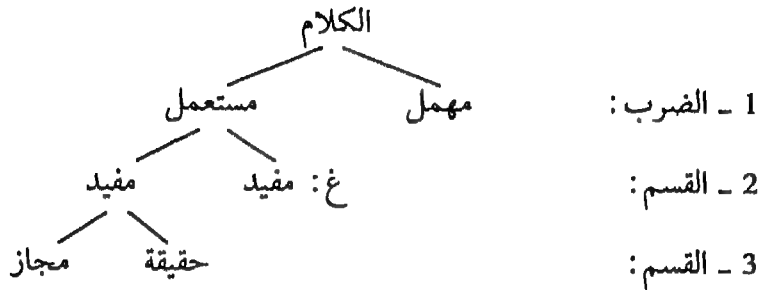 الكلام
1 ـ الضرب: مهمل مستعمل
2 ـ القسم: غ: مفيد مفيد
3 ـ القسم: حقيقة مجاز